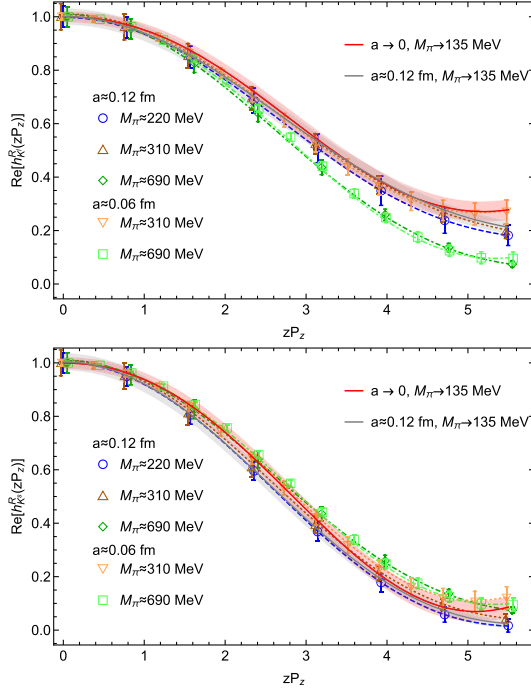 Re[h^R_{K^-}(zP_z)]
1.0
0.8
0.6
0.4
0.2
0.0
a → 0, M_π→135 MeV
a≈0.12 fm, M_π→135 MeV
a≈0.12 fm
M_π≈220 MeV
M_π≈310 MeV
M_π≈690 MeV
a≈0.06 fm
M_π≈310 MeV
M_π≈690 MeV
0 1 2 3 4 5
zP_z
1.0
0.8
0.6
0.4
0.2
0.0
a → 0, M_π→135 MeV
a≈0.12 fm, M_π→135 MeV
a≈0.12 fm
M_π≈220 MeV
M_π≈310 MeV
M_π≈690 MeV
a≈0.06 fm
M_π≈310 MeV
M_π≈690 MeV
0 1 2 3 4 5
zP_z